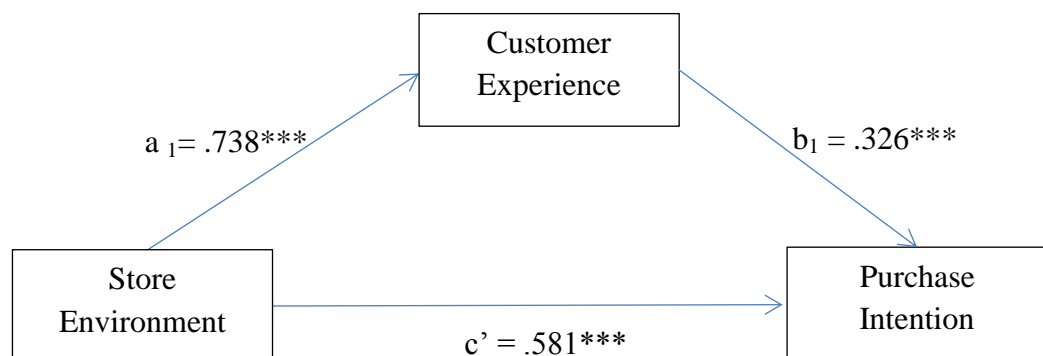 Customer
Experience
a 1= .738***
b₁ = .326***
Store
Environment
Purchase
Intention
c’ = .581***